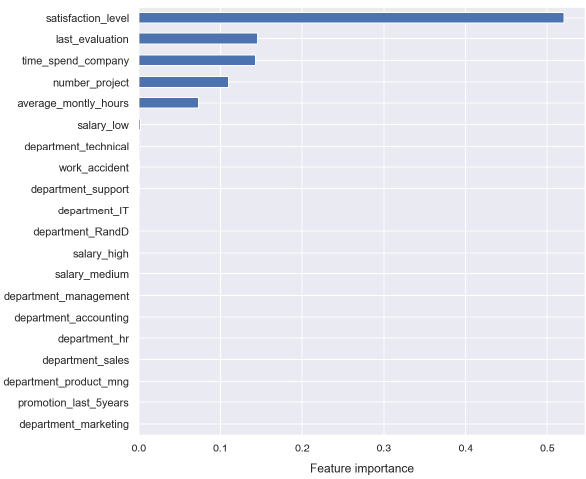 satisfaction_level
last_evaluation
time_spend_company
number_project
average_montly_hours
salary_low
department_technical
work_accident
department_support
department_IT
department_RandD
salary_high
salary_medium
department_management
department_accounting
department_hr
department_sales
department_product_mng
promotion_last_5years
department_marketing
0.0 0.1 0.2 0.3 0.4 0.5
Feature importance